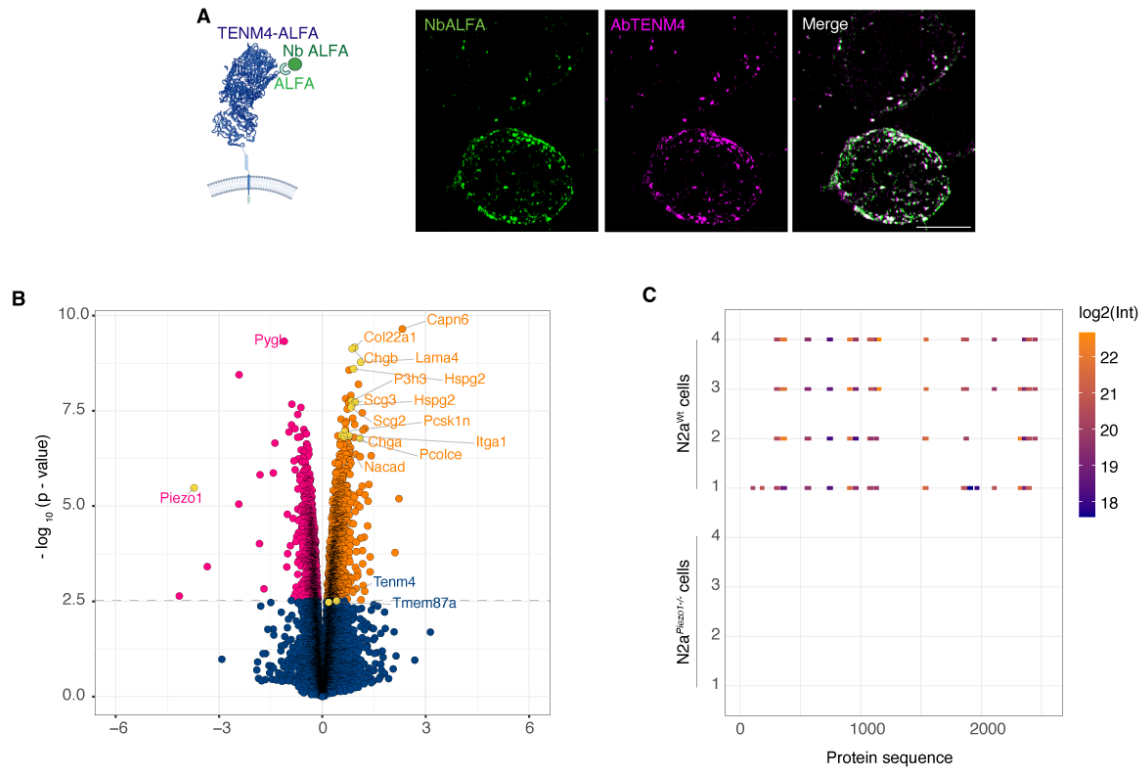 A
TENM4-ALFA
Nb ALFA
ALFA
NbALFA
AbTENM4
Merge
B
10.0
7.5
5.0
2.5
0.0
- log 10 (p - value)
Capn6
Pygl
Col22a1
Chgb
Lama4
P3h3
Hspg2
Scg3
Hspg2
Scg2
Pcsk1n
Chga
Itga1
Pcolce
Nacad
Piezo1
Tenm4
Tmem87a
−6
−3
0
3
6
C
log2(Int)
22
21
20
19
18
N2aWt cells
4
3
2
1
N2aPiezo1-/- cells
4
3
2
1
0
1000
2000
Protein sequence